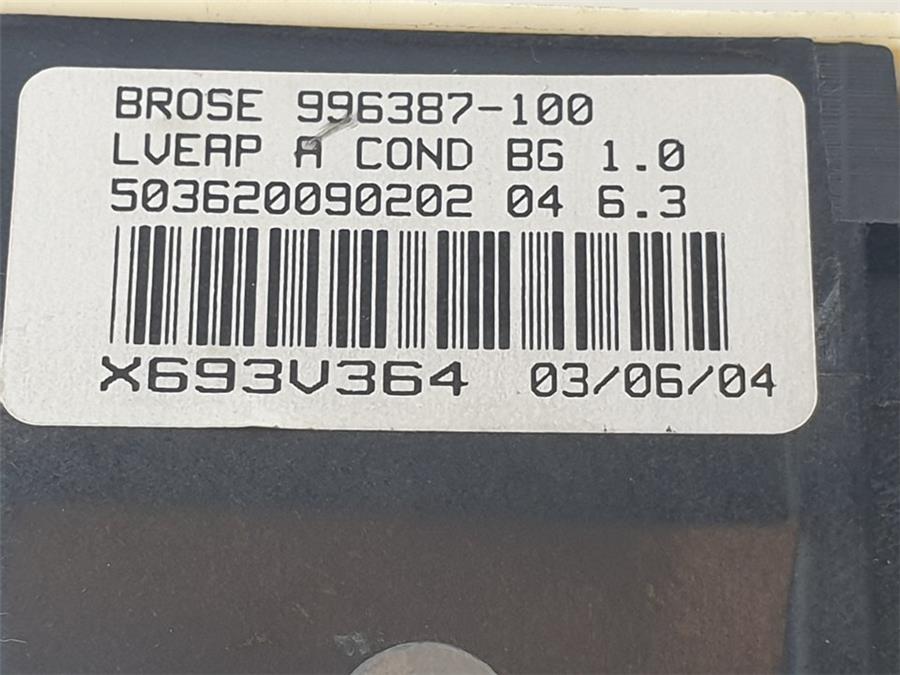 BROSE 996387-100
LVEAP A COND BG 1.0
503620090202 04 6.3
X693V364 03/06/04